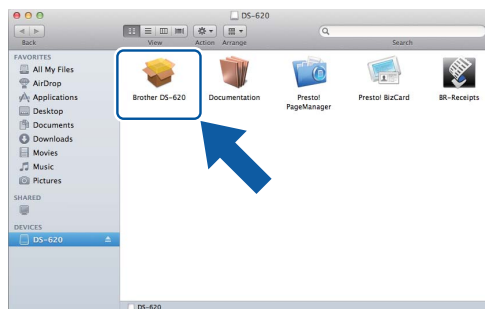 DS-620
Back
View
Action
Arrange
Search
FAVORITES
All My Files
AirDrop
Applications
Desktop
Documents
Downloads
Movies
Music
Pictures
SHARED
DEVICES
DS-620
Brother DS-620
Documentation
Presto!
PageManager
Presto! BizCard
BR-Receipts
DS-620